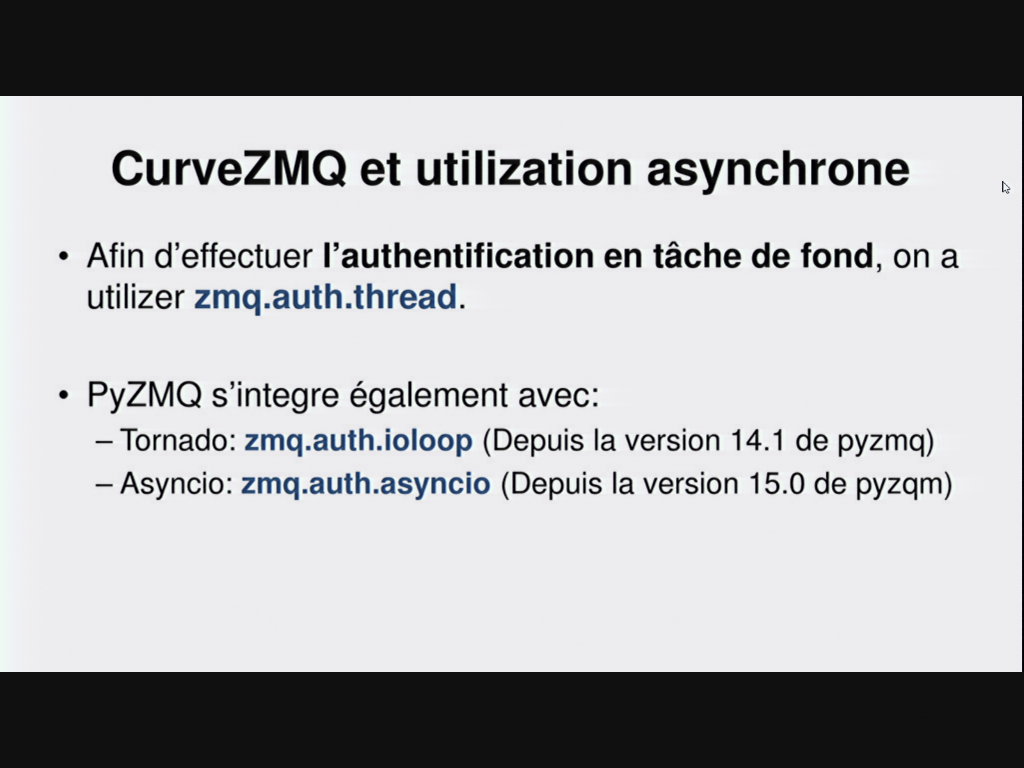 CurveZMQ et utilization asynchrone
• Afin d’effectuer l’authentification en tâche de fond, on a
utilizer zmq.auth.thread.
• PyZMQ s’integre également avec:
– Tornado: zmq.auth.ioloop (Depuis la version 14.1 de pyzmq)
– Asyncio: zmq.auth.asyncio (Depuis la version 15.0 de pyzqm)